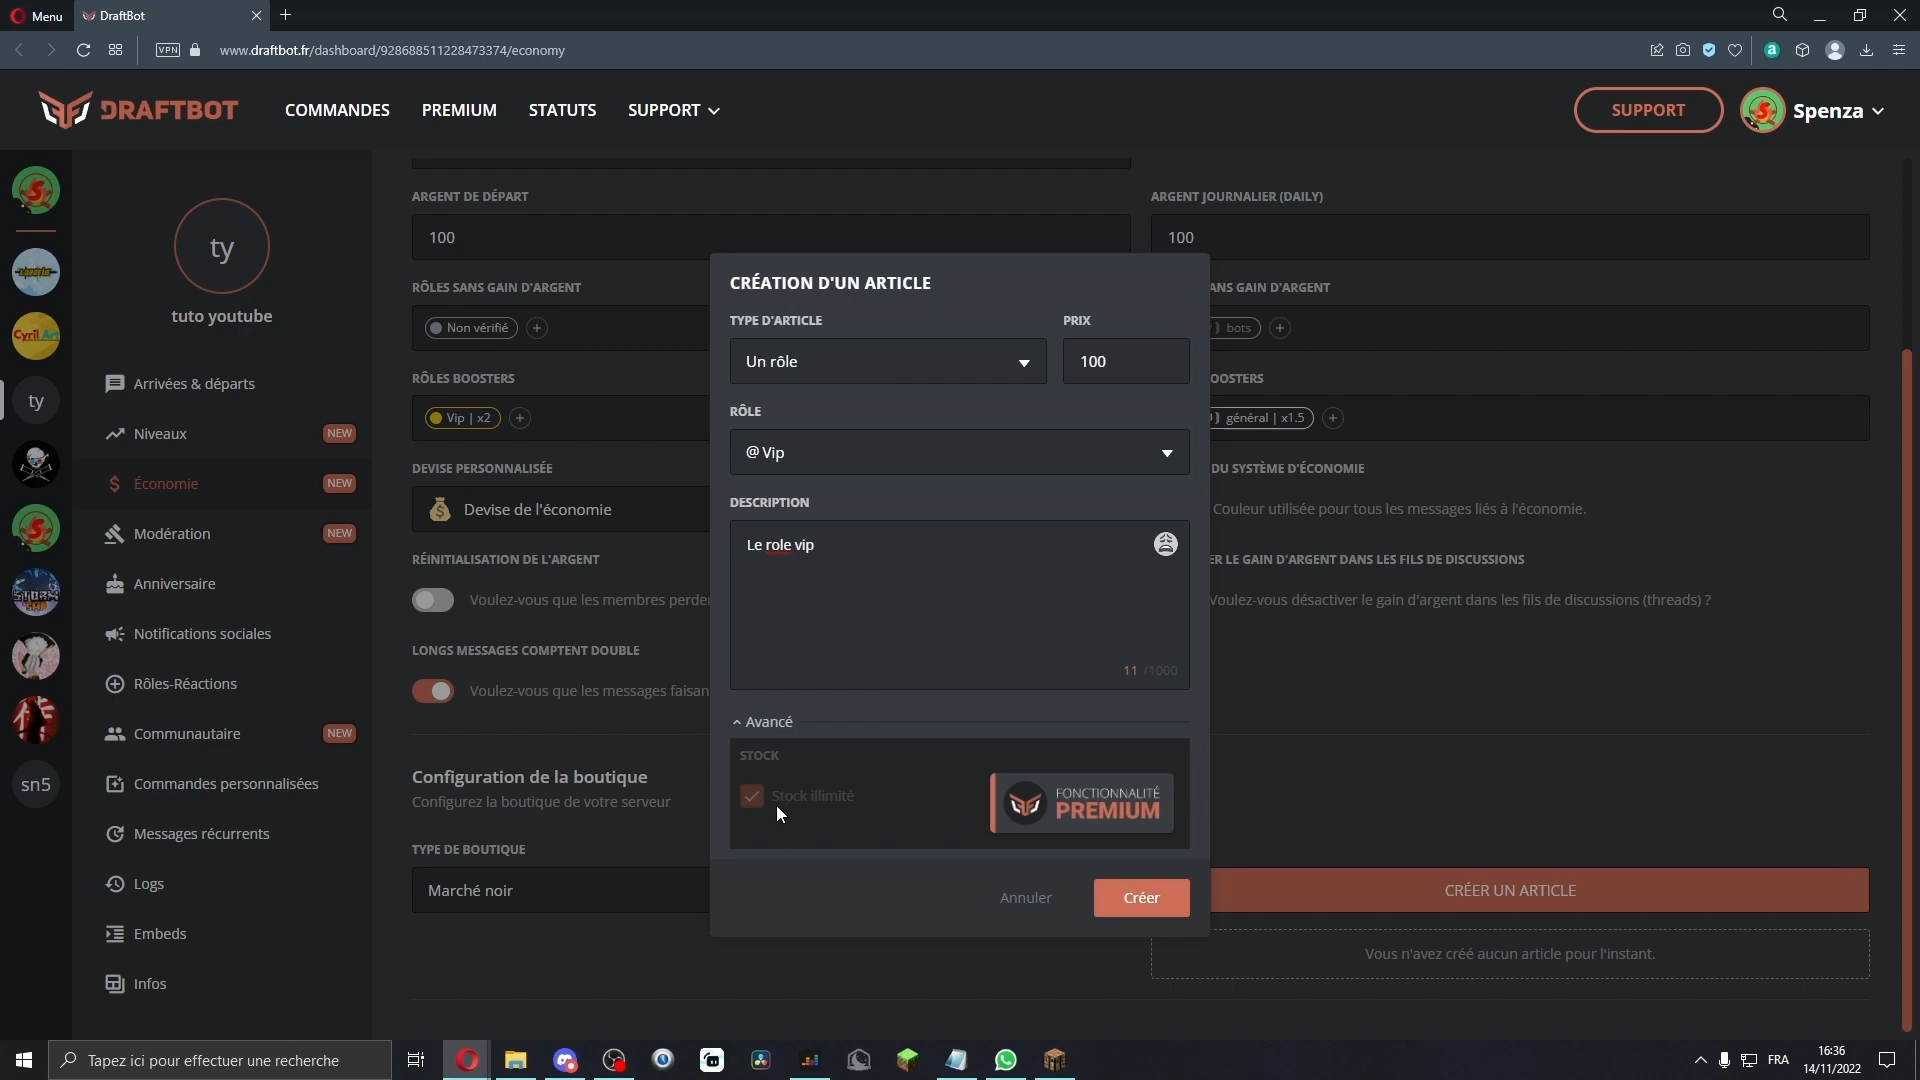 Menu
DraftBot
VPN
www.draftbot.fr/dashboard/928688511228473374/economy
DRAFTBOT
COMMANDES
PREMIUM
STATUTS
SUPPORT
SUPPORT
Spenza
ty
tuto youtube
Cyril Art
ty
sn5
Arrivées & départs
Niveaux
NEW
Économie
NEW
Modération
NEW
Anniversaire
Notifications sociales
Rôles-Réactions
Communautaire
NEW
Commandes personnalisées
Messages récurrents
Logs
Embeds
Infos
ARGENT DE DÉPART
100
ARGENT JOURNALIER (DAILY)
100
RÔLES SANS GAIN D'ARGENT
Non vérifié
+
ANS GAIN D'ARGENT
bots
+
RÔLES BOOSTERS
Vip | x2
+
OOSTERS
général | x1.5
+
DEVISE PERSONNALISÉE
Devise de l'économie
DU SYSTÈME D'ÉCONOMIE
Couleur utilisée pour tous les messages liés à l'économie.
RÉINITIALISATION DE L'ARGENT
Voulez-vous que les membres perde
ER LE GAIN D'ARGENT DANS LES FILS DE DISCUSSIONS
Voulez-vous désactiver le gain d'argent dans les fils de discussions (threads) ?
LONGS MESSAGES COMPTENT DOUBLE
Voulez-vous que les messages faisan
Configuration de la boutique
Configurez la boutique de votre serveur
TYPE DE BOUTIQUE
Marché noir
CRÉER UN ARTICLE
Vous n'avez créé aucun article pour l'instant.
CRÉATION D'UN ARTICLE
TYPE D'ARTICLE
Un rôle
PRIX
100
RÔLE
@ Vip
DESCRIPTION
Le role vip
11 /1000
Avancé
STOCK
Stock illimité
FONCTIONNALITÉ
PREMIUM
Annuler
Créer
Tapez ici pour effectuer une recherche
FRA
16:36
14/11/2022